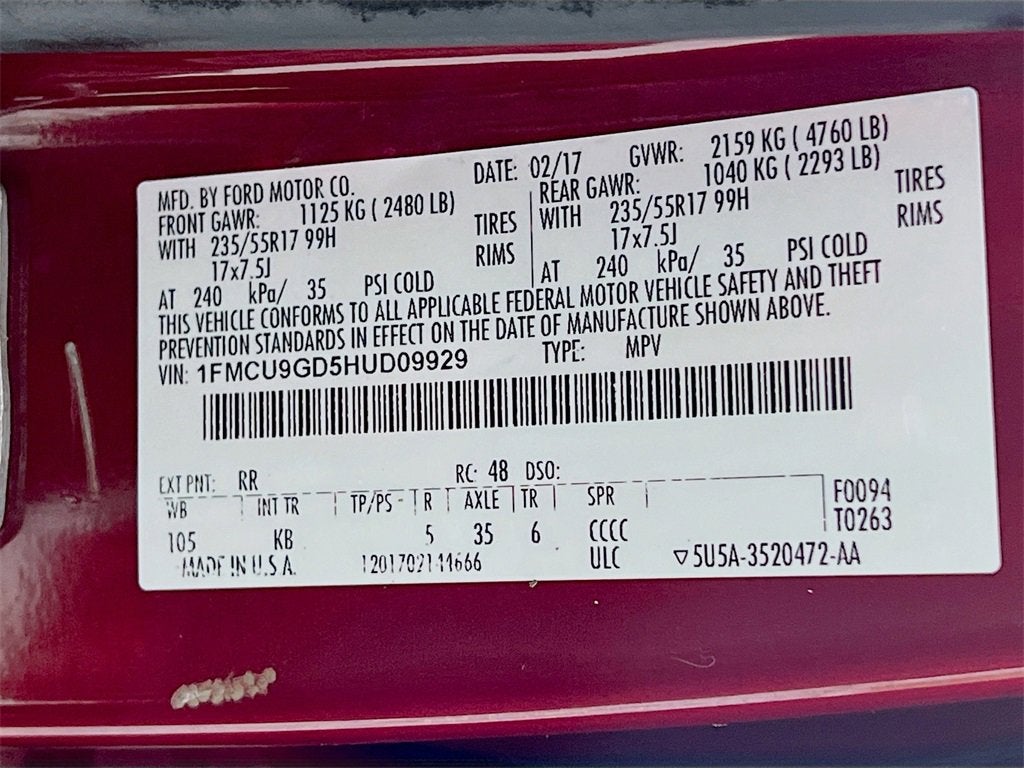 MFD. BY FORD MOTOR CO. DATE: 02/17 GVWR: 2159 KG ( 4760 LB)
FRONT GAWR: 1125 KG ( 2480 LB) REAR GAWR: 1040 KG ( 2293 LB)
WITH 235/55R17 99H TIRES WITH 235/55R17 99H TIRES
17x7.5J RIMS 17x7.5J RIMS
AT 240 kPa/ 35 PSI COLD AT 240 kPa/ 35 PSI COLD
THIS VEHICLE CONFORMS TO ALL APPLICABLE FEDERAL MOTOR VEHICLE SAFETY AND THEFT
PREVENTION STANDARDS IN EFFECT ON THE DATE OF MANUFACTURE SHOWN ABOVE.
VIN: 1FMCU9GD5HUD09929 TYPE: MPV
EXT PNT: RR RC: 48 DSO:
WB INT TR TP/PS R AXLE TR SPR F0094
105 KB 5 35 6 CCCC T0263
MADE IN U.S.A. ULC ▽5U5A-3520472-AA